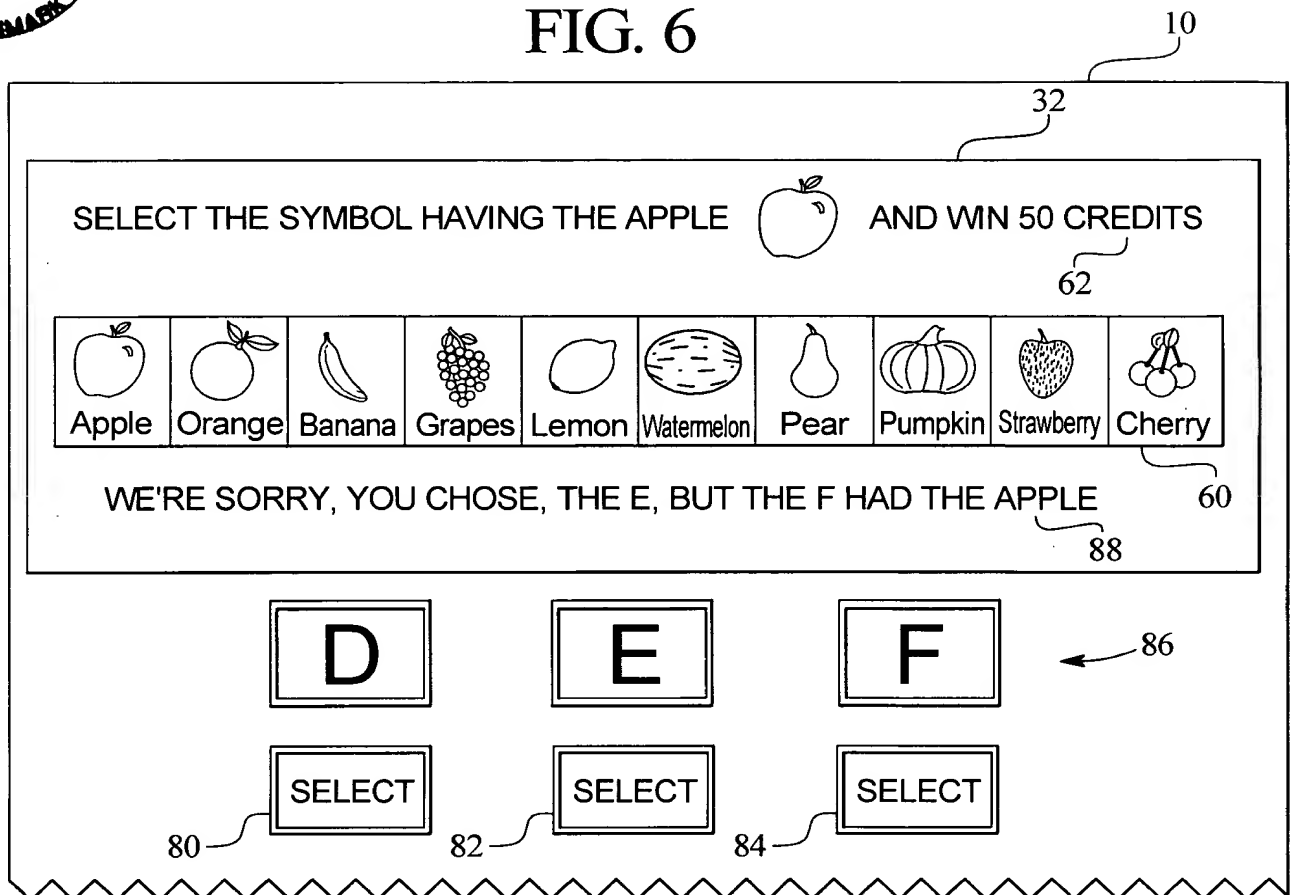 FIG. 6
10
32
SELECT THE SYMBOL HAVING THE APPLE AND WIN 50 CREDITS
62
Apple Orange Banana Grapes Lemon Watermelon Pear Pumpkin Strawberry Cherry
60
WE'RE SORRY, YOU CHOSE, THE E, BUT THE F HAD THE APPLE
88
D E F
86
SELECT SELECT SELECT
80 82 84